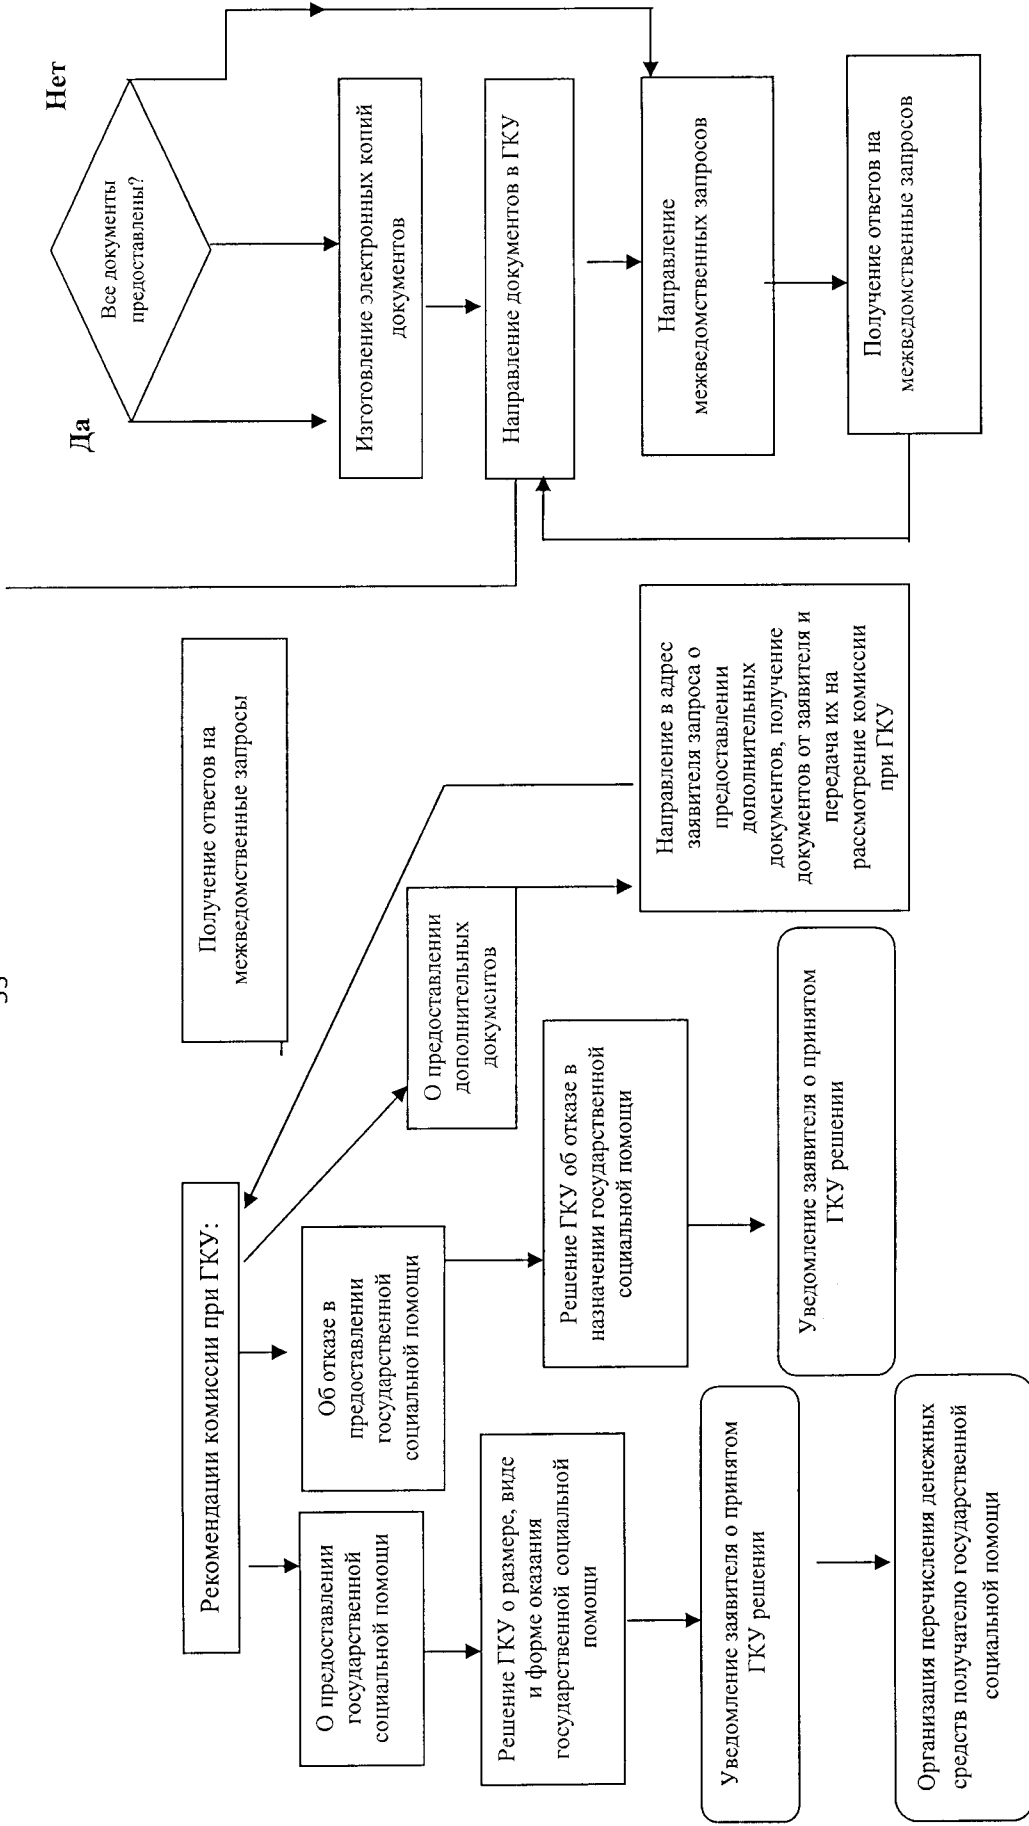 33
Рекомендации комиссии при ГКУ:
Получение ответов на
межведомственные запросы
О предоставлении
государственной
социальной помощи
Об отказе в
предоставлении
государственной
социальной помощи
О предоставлении
дополнительных
документов
Решение ГКУ о размере, виде
и форме оказания
государственной социальной
помощи
Решение ГКУ об отказе в
назначении государственной
социальной помощи
Направление в адрес
заявителя запроса о
предоставлении
дополнительных
документов, получение
документов от заявителя и
передача их на
рассмотрение комиссии
при ГКУ
Уведомление заявителя о принятом
ГКУ решении
Уведомление заявителя о принятом
ГКУ решении
Организация перечисления денежных
средств получателю государственной
социальной помощи
Да
Нет
Все документы
предоставлены?
Изготовление электронных копий
документов
Направление документов в ГКУ
Направление
межведомственных запросов
Получение ответов на
межведомственные запросы